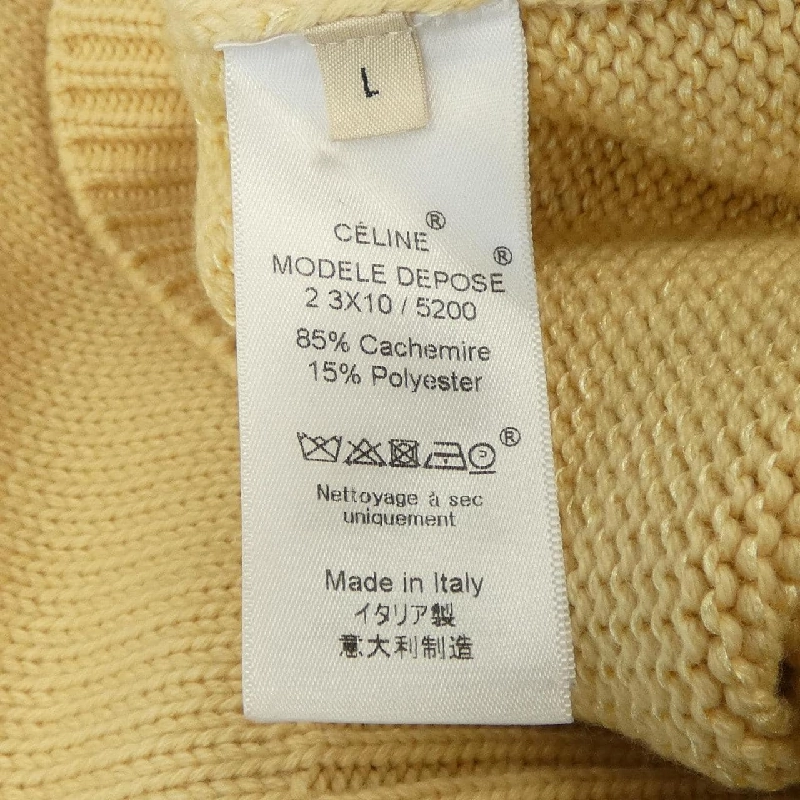 L
CÉLINE®
MODELE DEPOSE®
2 3X10 / 5200
85% Cachemire
15% Polyester
®
Nettoyage à sec
uniquement
Made in Italy
イタリア製
意大利制造